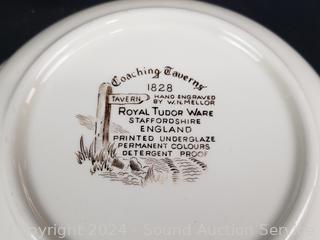 Coaching Taverns
1828
TAVERN HAND ENGRAVED
BY W.N.MELLOR
ROYAL TUDOR WARE
STAFFORDSHIRE
ENGLAND
PRINTED UNDERGLAZE
PERMANENT COLOURS
DETERGENT PROOF
Copyright 2024 - Sound Auction Service